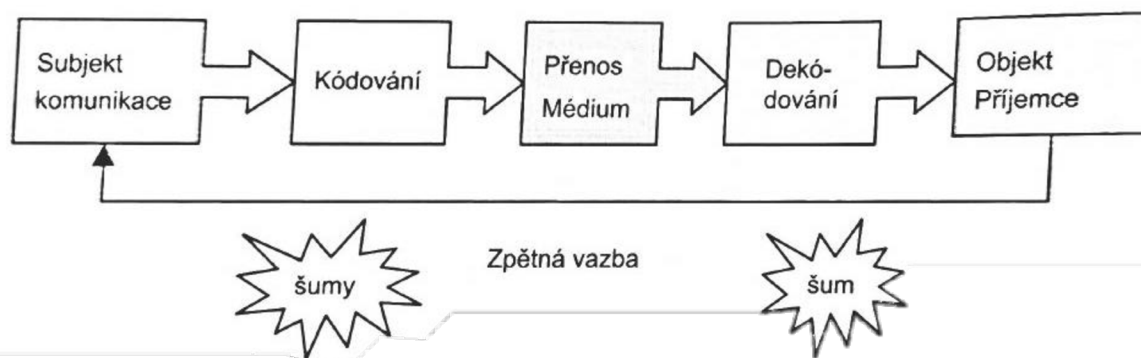 Subjekt
komunikace
Kódování
Přenos
Médium
Dekó-
dování
Objekt
Příjemce
Zpětná vazba
šumy
šum